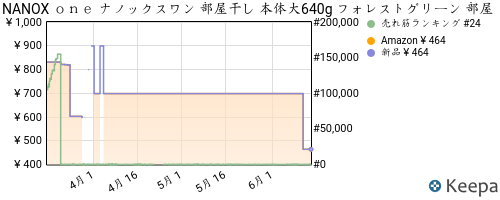 NANOX one ナノックスワン 部屋干し 本体大640g フォレストグリーン 部屋
¥ 1,000
¥ 900
¥ 800
¥ 700
¥ 600
¥ 500
¥ 400
#200,000
#150,000
#100,000
#50,000
#0
4月 1
4月 16
5月 1
5月 16
6月 1
売れ筋ランキング #24
Amazon ¥ 464
新品 ¥ 464
Keepa